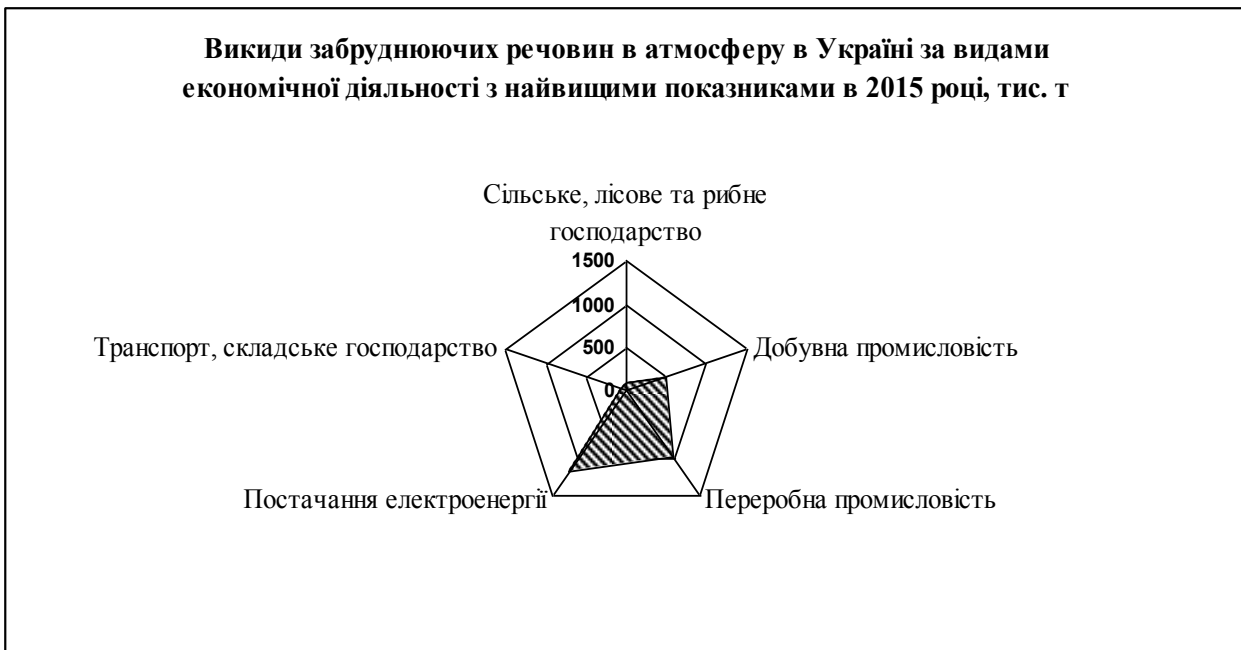 Викиди забруднюючих речовин в атмосферу в Україні за видами
економічної діяльності з найвищими показниками в 2015 році, тис. т
Сільське, лісове та рибне
господарство
1500
1000
500
0
Транспорт, складське господарство
Добувна промисловість
Постачання електроенергії
Переробна промисловість